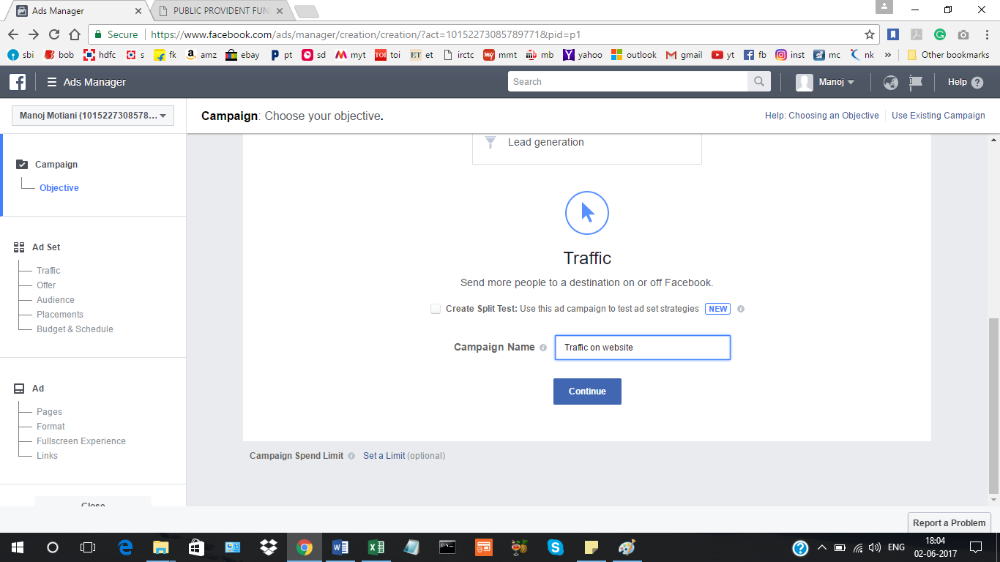 Ads Manager
PUBLIC PROVIDENT FUN
Secure https://www.facebook.com/ads/manager/creation/creation/?act=101522730857897​71&pid=p1
sbi bob hdfc s fk amz ebay pt sd myt TOI toi ET et irctc my mmt mb mb yahoo outlook gmail yt fb inst mc nk » Other bookmarks
Ads Manager Search Manoj Help ?
Manoj Motiani (1015227308578... Campaign: Choose your objective. Help: Choosing an Objective Use Existing Campaign
Lead generation
Campaign
Objective
Traffic
Send more people to a destination on or off Facebook.
Create Split Test: Use this ad campaign to test ad set strategies NEW
Campaign Name Traffic on website
Continue
Campaign Spend Limit Set a Limit (optional)
Ad Set
Traffic
Offer
Audience
Placements
Budget & Schedule
Ad
Pages
Format
Fullscreen Experience
Links
Close
Report a Problem
ENG 18:04
02-06-2017